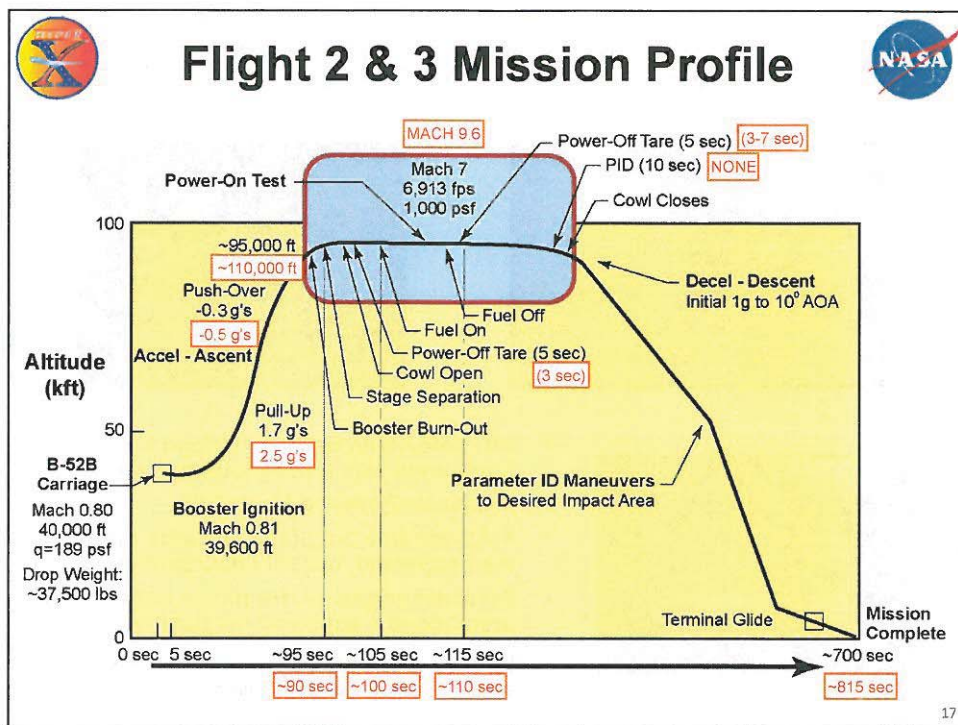 Flight 2 & 3 Mission Profile
X
NASA
MACH 9.6
Power-Off Tare (5 sec) (3-7 sec)
PID (10 sec) NONE
Cowl Closes
Power-On Test
Mach 7
6,913 fps
1,000 psf
100
~95,000 ft
~110,000 ft
Push-Over
-0.3 g's
-0.5 g's
Accel - Ascent
Decel - Descent
Initial 1g to 10⁰ AOA
Fuel Off
Fuel On
Power-Off Tare (5 sec)
(3 sec)
Cowl Open
Stage Separation
Booster Burn-Out
Altitude
(kft)
Pull-Up
1.7 g's
2.5 g's
50
B-52B
Carriage
Mach 0.80
40,000 ft
q=189 psf
Drop Weight:
~37,500 lbs
Booster Ignition
Mach 0.81
39,600 ft
Parameter ID Maneuvers
to Desired Impact Area
Terminal Glide
Mission
Complete
0
0 sec 5 sec ~95 sec ~105 sec ~115 sec ~700 sec
~90 sec ~100 sec ~110 sec ~815 sec
17